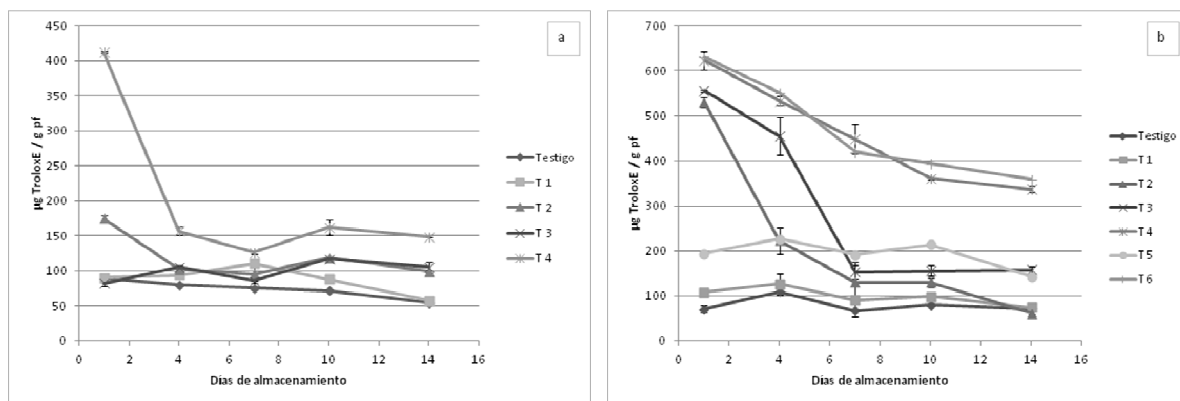 a
450
400
350
300
250
200
150
100
50
0
µg TroloxE / g pf
0 2 4 6 8 10 12 14 16
Días de almacenamiento
Testigo
T 1
T 2
T 3
T 4
b
700
600
500
400
300
200
100
0
µg TroloxE / g pf
0 2 4 6 8 10 12 14 16
Días de almacenamiento
Testigo
T 1
T 2
T 3
T 4
T 5
T 6